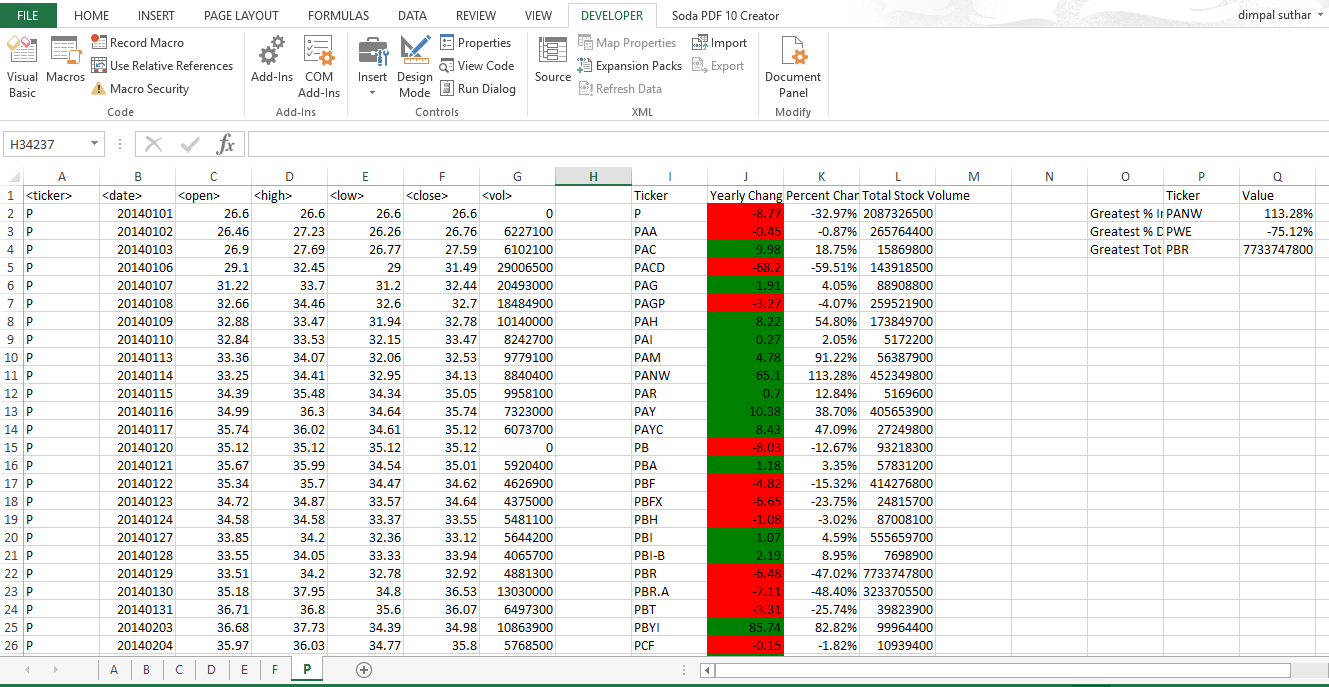 FILE HOME INSERT PAGE LAYOUT FORMULAS DATA REVIEW VIEW DEVELOPER Soda PDF 10 Creator dimpal suthar
Visual Basic Macros Record Macro Use Relative References Macro Security Code
Add-Ins COM Add-Ins Add-Ins
Insert Design Mode Properties View Code Run Dialog Controls
Source Map Properties Expansion Packs Refresh Data Import Export XML
Document Panel Modify
H34237 fx
A B C D E F G H I J K L M N O P Q
1 <ticker> <date> <open> <high> <low> <close> <vol> Ticker Yearly Chang Percent Char Total Stock Volume Ticker Value
2 P 20140101 26.6 26.6 26.6 26.6 0 P -8.77 -32.97% 2087326500 Greatest % I PANW 113.28%
3 P 20140102 26.46 27.23 26.26 26.76 6227100 PAA -0.45 -0.87% 265764400 Greatest % D PWE -75.12%
4 P 20140103 26.9 27.69 26.77 27.59 6102100 PAC 9.98 18.75% 15869800 Greatest Tot PBR 7733747800
5 P 20140106 29.1 32.45 29 31.49 29006500 PACD -68.2 -59.51% 143918500
6 P 20140107 31.22 33.7 31.2 32.44 20493000 PAG 1.91 4.05% 88908800
7 P 20140108 32.66 34.46 32.6 32.7 18484900 PAGP -3.27 -4.07% 259521900
8 P 20140109 32.88 33.47 31.94 32.78 10140000 PAH 8.22 54.80% 173849700
9 P 20140110 32.84 33.53 32.15 33.47 8242700 PAI 0.27 2.05% 5172200
10 P 20140113 33.36 34.07 32.06 32.53 9779100 PAM 4.78 91.22% 56387900
11 P 20140114 33.25 34.41 32.95 34.13 8840400 PANW 65.1 113.28% 452349800
12 P 20140115 34.39 35.48 34.34 35.05 9958100 PAR 0.7 12.84% 5169600
13 P 20140116 34.99 36.3 34.64 35.74 7323000 PAY 10.38 38.70% 405653900
14 P 20140117 35.74 36.02 34.61 35.12 6073700 PAYC 8.43 47.09% 27249800
15 P 20140120 35.12 35.12 35.12 35.12 0 PB -8.03 -12.67% 93218300
16 P 20140121 35.67 35.99 34.54 35.01 5920400 PBA 1.18 3.35% 57831200
17 P 20140122 35.34 35.7 34.47 34.62 4626900 PBF -4.82 -15.32% 414276800
18 P 20140123 34.72 34.87 33.57 34.64 4375000 PBFX -6.65 -23.75% 24815700
19 P 20140124 34.58 34.58 33.37 33.55 5481100 PBH -1.08 -3.02% 87008100
20 P 20140127 33.85 34.2 32.36 33.12 5644200 PBI 1.07 4.59% 555659700
21 P 20140128 33.55 34.05 33.33 33.94 4065700 PBI-B 2.19 8.95% 7698900
22 P 20140129 33.51 34.2 32.78 32.92 4881300 PBR -6.48 -47.02% 7733747800
23 P 20140130 35.18 37.95 34.8 36.53 13030000 PBR.A -7.11 -48.40% 3233705500
24 P 20140131 36.71 36.8 35.6 36.07 6497300 PBT -3.31 -25.74% 39823900
25 P 20140203 36.68 37.73 34.39 34.98 10863900 PBYI 85.74 82.82% 99964400
26 P 20140204 35.97 36.03 34.77 35.8 5768500 PCF -0.15 -1.82% 10939400
A B C D E F P